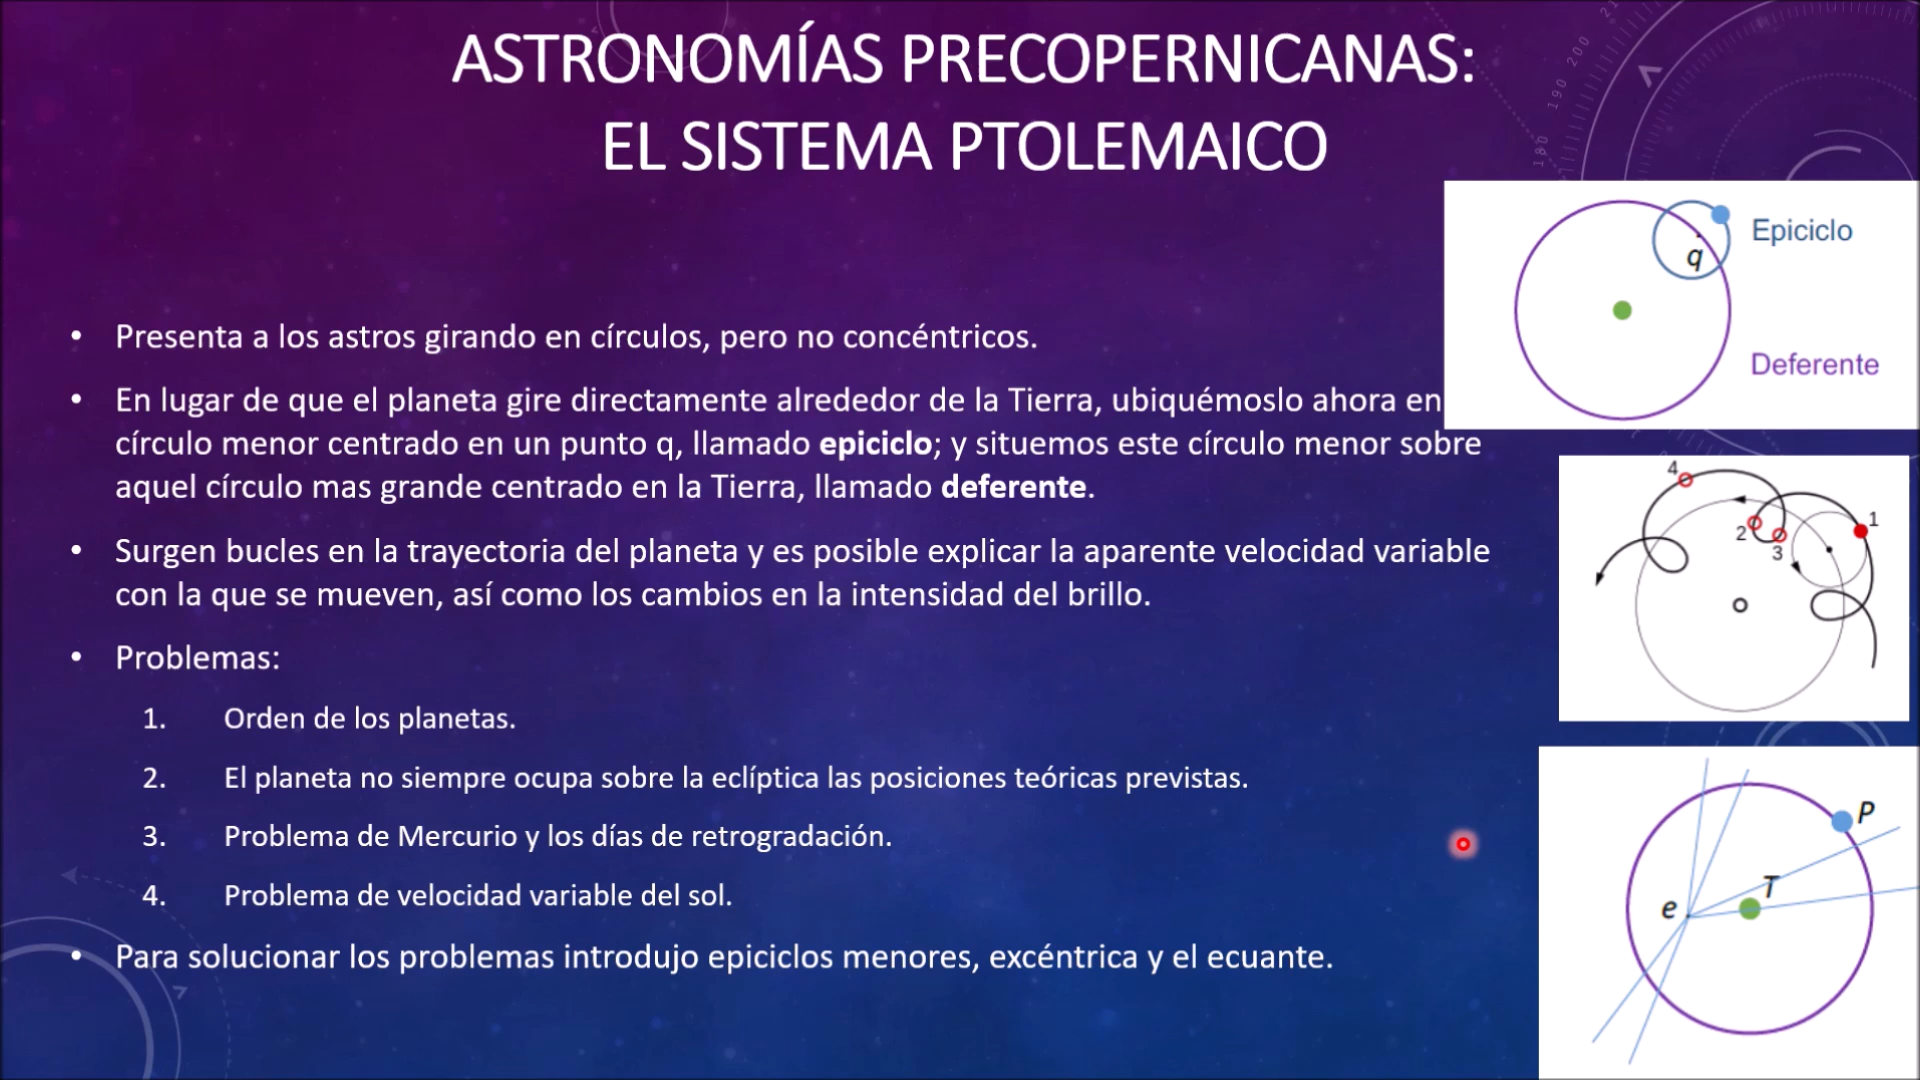 ASTRONOMÍAS PRECOPERNICANAS:
EL SISTEMA PTOLEMAICO
Presenta a los astros girando en círculos, pero no concéntricos.
En lugar de que el planeta gire directamente alrededor de la Tierra, ubiquémoslo ahora en
círculo menor centrado en un punto q, llamado epiciclo; y situemos este círculo menor sobre
aquel círculo mas grande centrado en la Tierra, llamado deferente.
Surgen bucles en la trayectoria del planeta y es posible explicar la aparente velocidad variable
con la que se mueven, así como los cambios en la intensidad del brillo.
Problemas:
1. Orden de los planetas.
2. El planeta no siempre ocupa sobre la eclíptica las posiciones teóricas previstas.
3. Problema de Mercurio y los días de retrogradación.
4. Problema de velocidad variable del sol.
Para solucionar los problemas introdujo epiciclos menores, excéntrica y el ecuante.
Epiciclo
q
Deferente
4
1
2
3
P
T
e
180 190 200